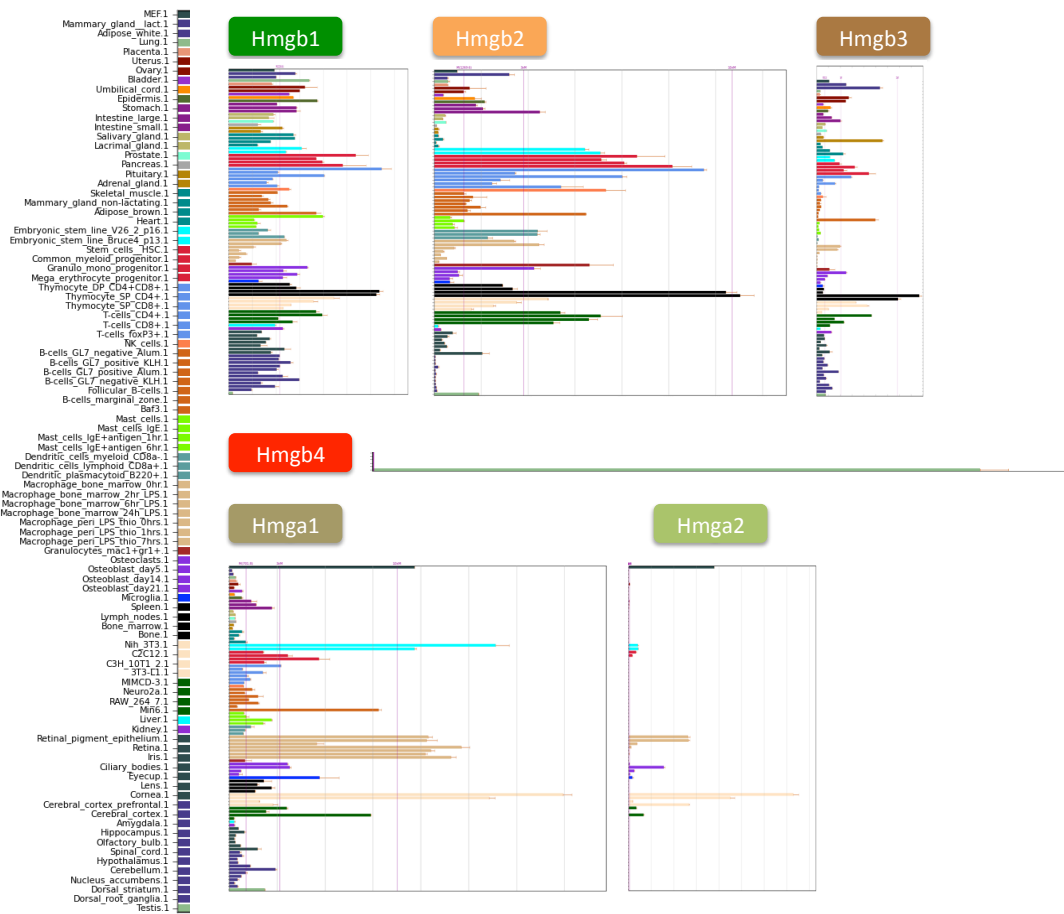 MEF.1
Mammary_gland__lact.1
Adipose_white.1
Lung.1
Placenta.1
Uterus.1
Ovary.1
Bladder.1
Umbilical_cord.1
Epidermis.1
Stomach.1
Intestine_large.1
Intestine_small.1
Salivary_gland.1
Lacrimal_gland.1
Prostate.1
Pancreas.1
Pituitary.1
Adrenal_gland.1
Skeletal_muscle.1
Mammary_gland_non-lactating.1
Adipose_brown.1
Heart.1
Embryonic_stem_line_V26_2_p16.1
Embryonic_stem_line_Bruce4_p13.1
Stem_cells__HSC.1
Common_myeloid_progenitor.1
Granulo_mono_progenitor.1
Mega_erythrocyte_progenitor.1
Thymocyte_DP_CD4+CD8+.1
Thymocyte_SP_CD4+.1
Thymocyte_SP_CD8+.1
T-cells_CD4+.1
T-cells_CD8+.1
T-cells_foxP3+.1
NK_cells.1
B-cells_GL7_negative_Alum.1
B-cells_GL7_positive_KLH.1
B-cells_GL7_positive_Alum.1
B-cells_GL7_negative_KLH.1
Follicular_B-cells.1
B-cells_marginal_zone.1
Baf3.1
Mast_cells.1
Mast_cells_IgE.1
Mast_cells_IgE+antigen_1hr.1
Mast_cells_IgE+antigen_6hr.1
Dendritic_cells_myeloid_CD8a-.1
Dendritic_cells_lymphoid_CD8a+.1
Dendritic_plasmacytoid_B220+.1
Macrophage_bone_marrow_0hr.1
Macrophage_bone_marrow_2hr_LPS.1
Macrophage_bone_marrow_6hr_LPS.1
Macrophage_bone_marrow_24h_LPS.1
Macrophage_peri_LPS_thio_0hrs.1
Macrophage_peri_LPS_thio_1hrs.1
Macrophage_peri_LPS_thio_7hrs.1
Granulocytes_mac1+gr1+.1
Osteoclasts.1
Osteoblast_day5.1
Osteoblast_day14.1
Osteoblast_day21.1
Microglia.1
Spleen.1
Lymph_nodes.1
Bone_marrow.1
Bone.1
Nih_3T3.1
C2C12.1
C3H_10T1_2.1
3T3-L1.1
MIMCD-3.1
Neuro2a.1
RAW_264_7.1
Min6.1
Liver.1
Kidney.1
Retinal_pigment_epithelium.1
Retina.1
Iris.1
Ciliary_bodies.1
Eyecup.1
Lens.1
Cornea.1
Cerebral_cortex_prefrontal.1
Cerebral_cortex.1
Amygdala.1
Hippocampus.1
Olfactory_bulb.1
Spinal_cord.1
Hypothalamus.1
Cerebellum.1
Nucleus_accumbens.1
Dorsal_striatum.1
Dorsal_root_ganglia.1
Testis.1
Hmgb1
Hmgb2
Hmgb3
Hmgb4
Hmga1
Hmga2